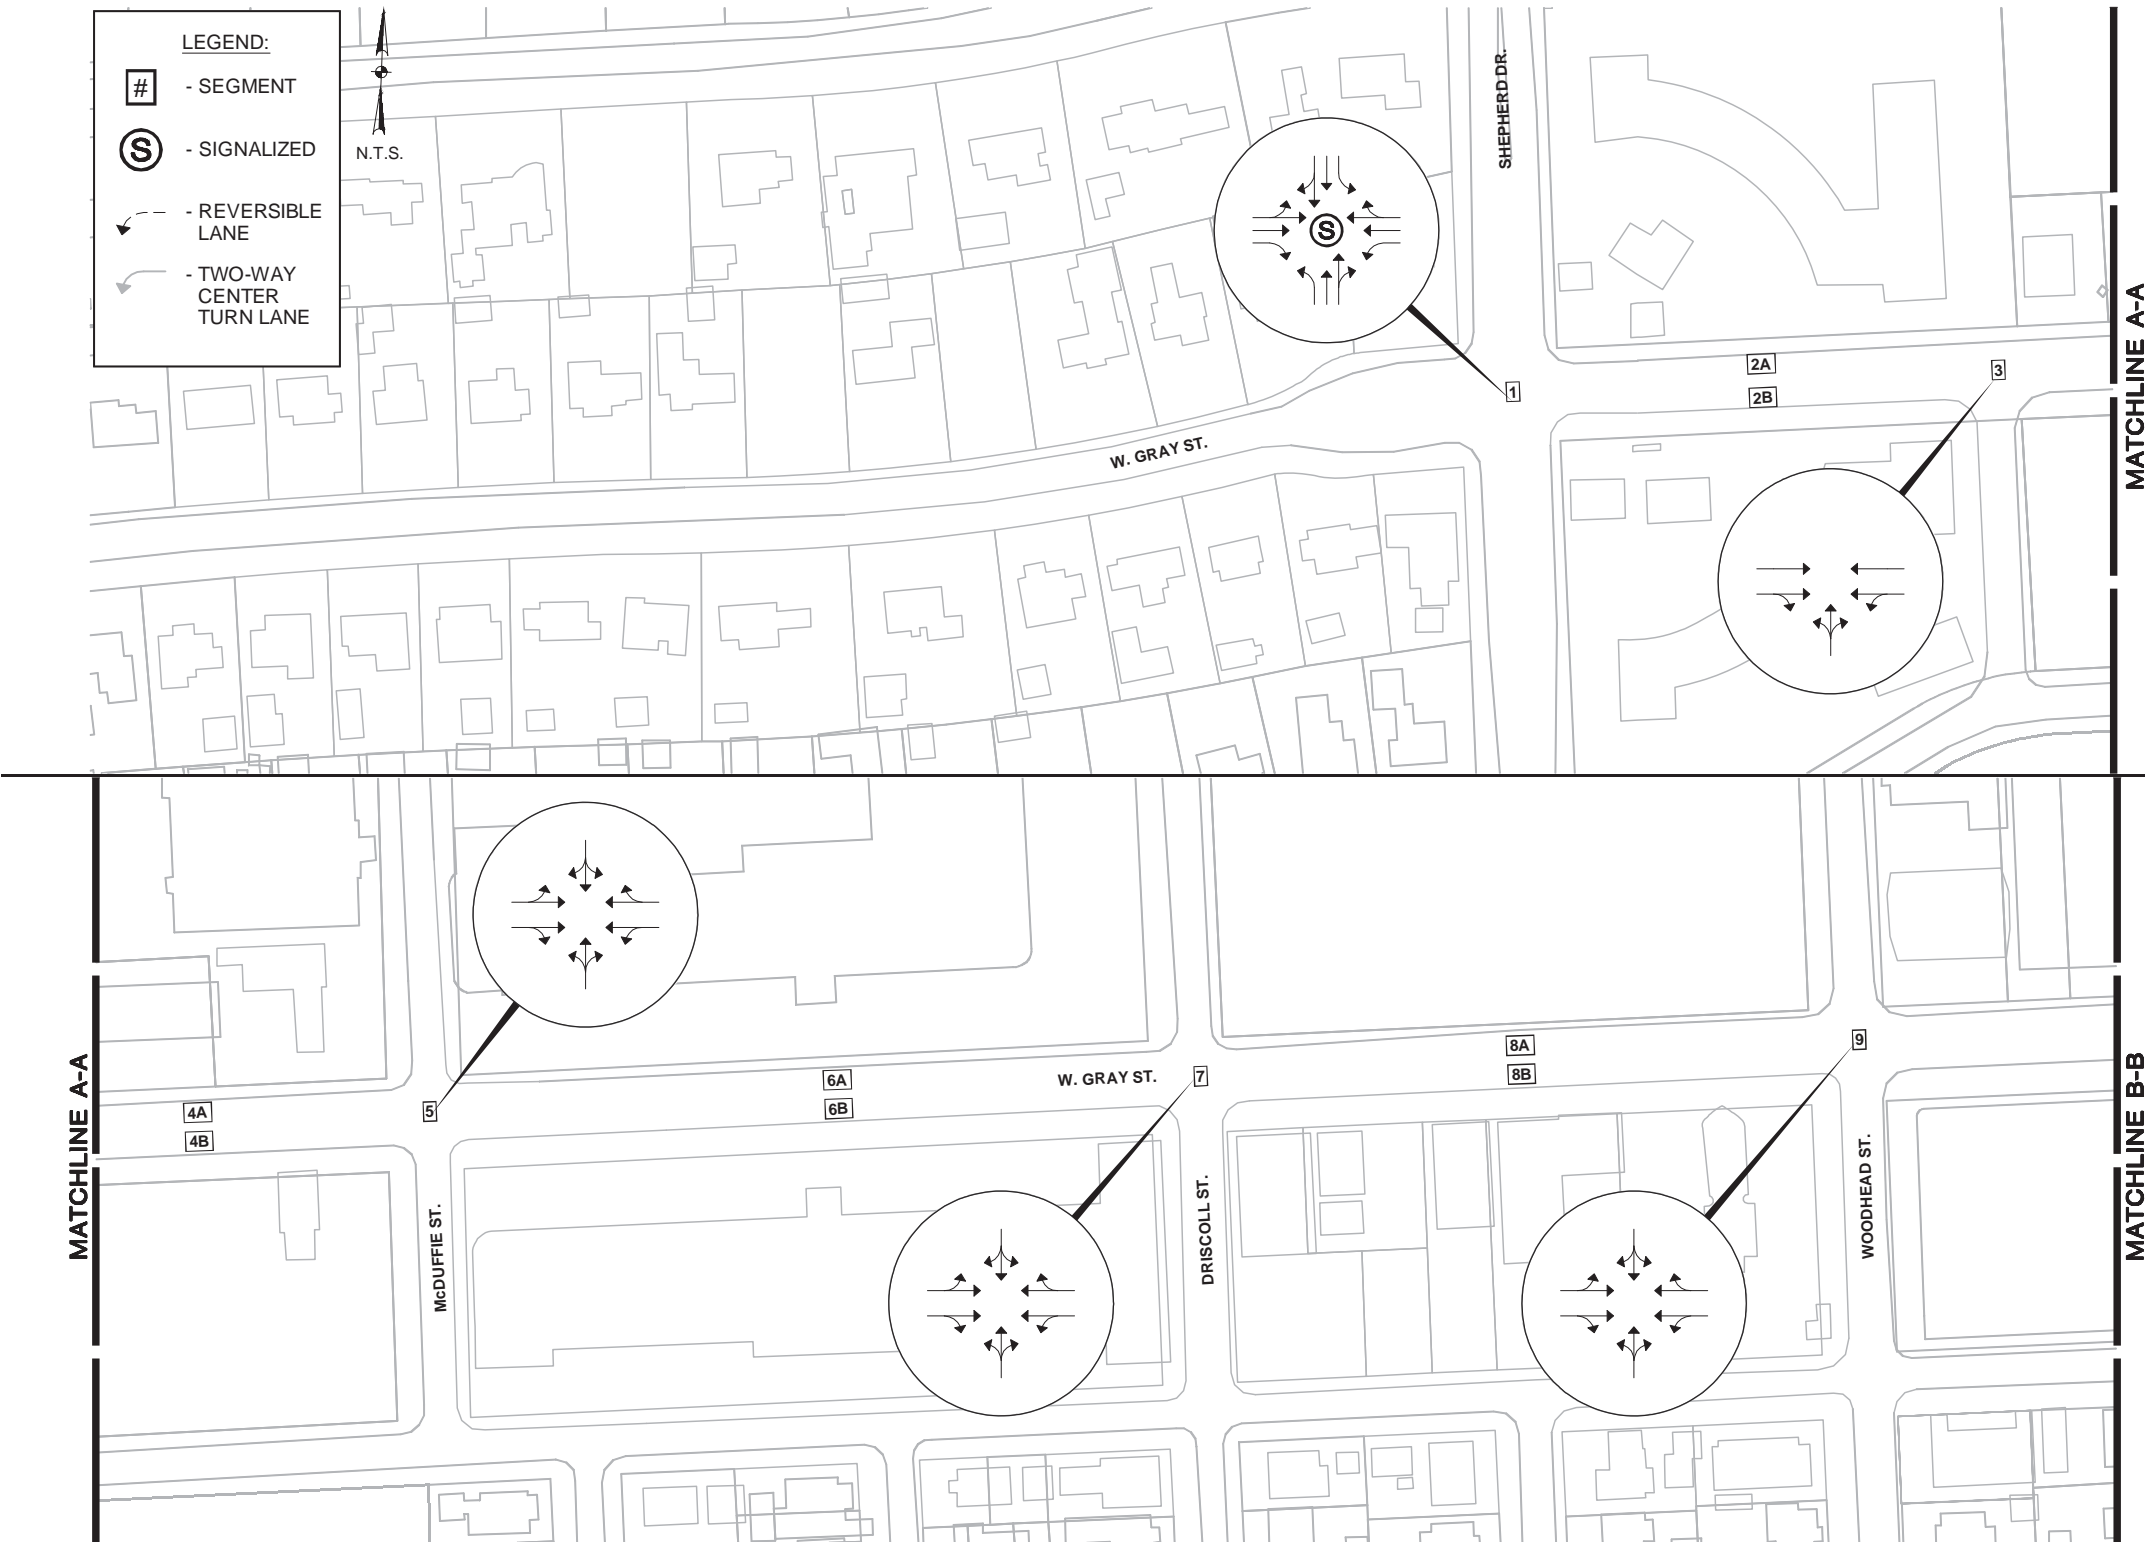 LEGEND:
# - SEGMENT
S - SIGNALIZED
- REVERSIBLE
LANE
- TWO-WAY
CENTER
TURN LANE
N.T.S.
SHEPHERD DR.
S
MATCHLINE A-A
2A
3
1
2B
W. GRAY ST.
MATCHLINE A-A
4A
4B
5
6A
6B
W. GRAY ST.
7
8A
8B
9
McDUFFIE ST.
DRISCOLL ST.
WOODHEAD ST.
MATCHLINE B-B